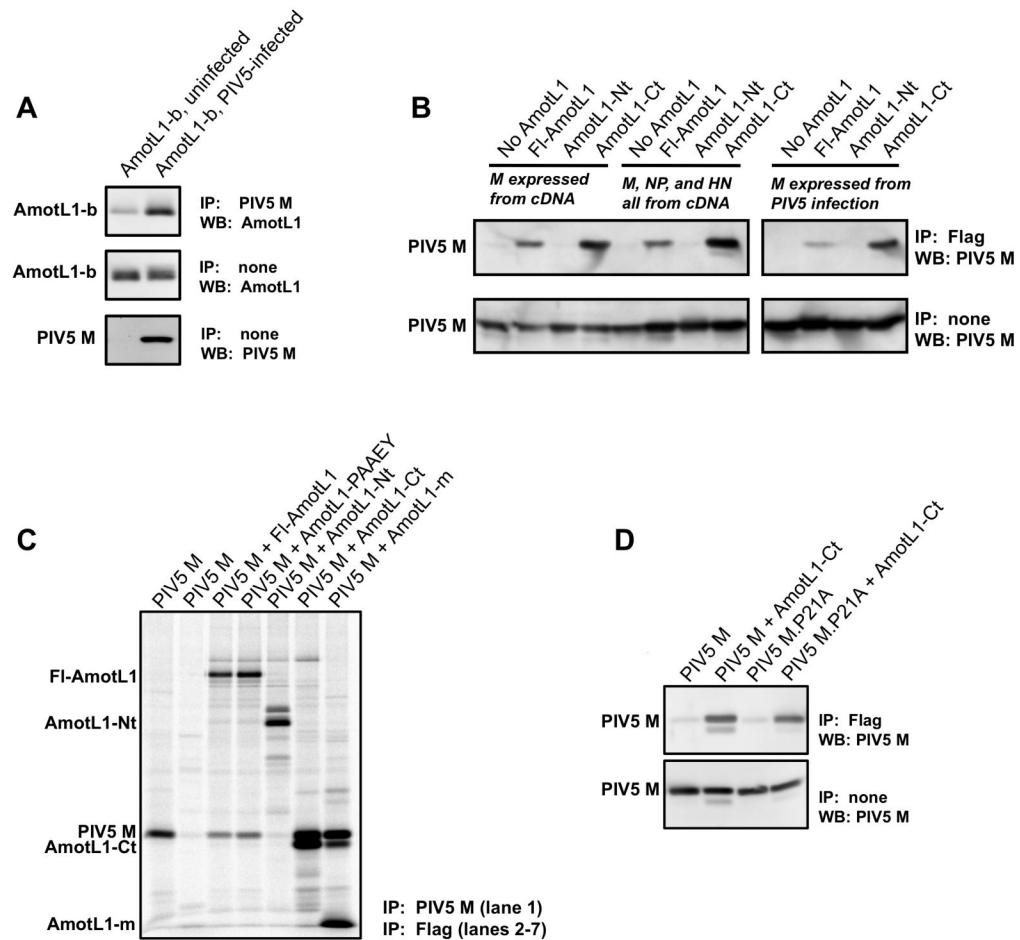 A
AmotL1-b, uninfected
AmotL1-b, PIV5-infected
AmotL1-b
IP: PIV5 M
WB: AmotL1
AmotL1-b
IP: none
WB: AmotL1
PIV5 M
IP: none
WB: PIV5 M
B
No AmotL1
Fl-AmotL1
AmotL1-Nt
AmotL1-Ct
No AmotL1
Fl-AmotL1
AmotL1-Nt
AmotL1-Ct
No AmotL1
Fl-AmotL1
AmotL1-Nt
AmotL1-Ct
M expressed
from cDNA
M, NP, and HN
all from cDNA
M expressed from
PIV5 infection
PIV5 M
IP: Flag
WB: PIV5 M
PIV5 M
IP: none
WB: PIV5 M
C
PIV5 M
PIV5 M
PIV5 M + Fl-AmotL1
PIV5 M + AmotL1-PAAEY
PIV5 M + AmotL1-Nt
PIV5 M + AmotL1-Ct
PIV5 M + AmotL1-m
Fl-AmotL1
AmotL1-Nt
PIV5 M
AmotL1-Ct
AmotL1-m
IP: PIV5 M (lane 1)
IP: Flag (lanes 2-7)
D
PIV5 M
PIV5 M + AmotL1-Ct
PIV5 M.P21A
PIV5 M.P21A + AmotL1-Ct
PIV5 M
IP: Flag
WB: PIV5 M
PIV5 M
IP: none
WB: PIV5 M